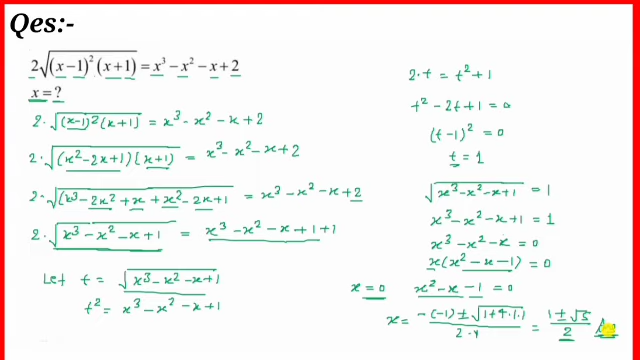 Qes:-
2√((x−1)²(x+1)) = x³−x²−x+2
x = ?
2·√((x-1)²(x+1)) = x³-x²-x+2
2·√((x²-2x+1)(x+1)) = x³-x²-x+2
2·√(x³-2x²+x+x²-2x+1) = x³-x²-x+2
2·√(x³-x²-x+1) = x³-x²-x+1+1
Let t = √(x³-x²-x+1)
t² = x³-x²-x+1
2·t = t²+1
t²-2t+1 = 0
(t-1)² = 0
t = 1
√(x³-x²-x+1) = 1
x³-x²-x+1 = 1
x³-x²-x = 0
x(x²-x-1) = 0
x = 0 x²-x-1 = 0
x = (-(-1) ± √(1+4·1·1))/(2·1) = (1±√5)/2